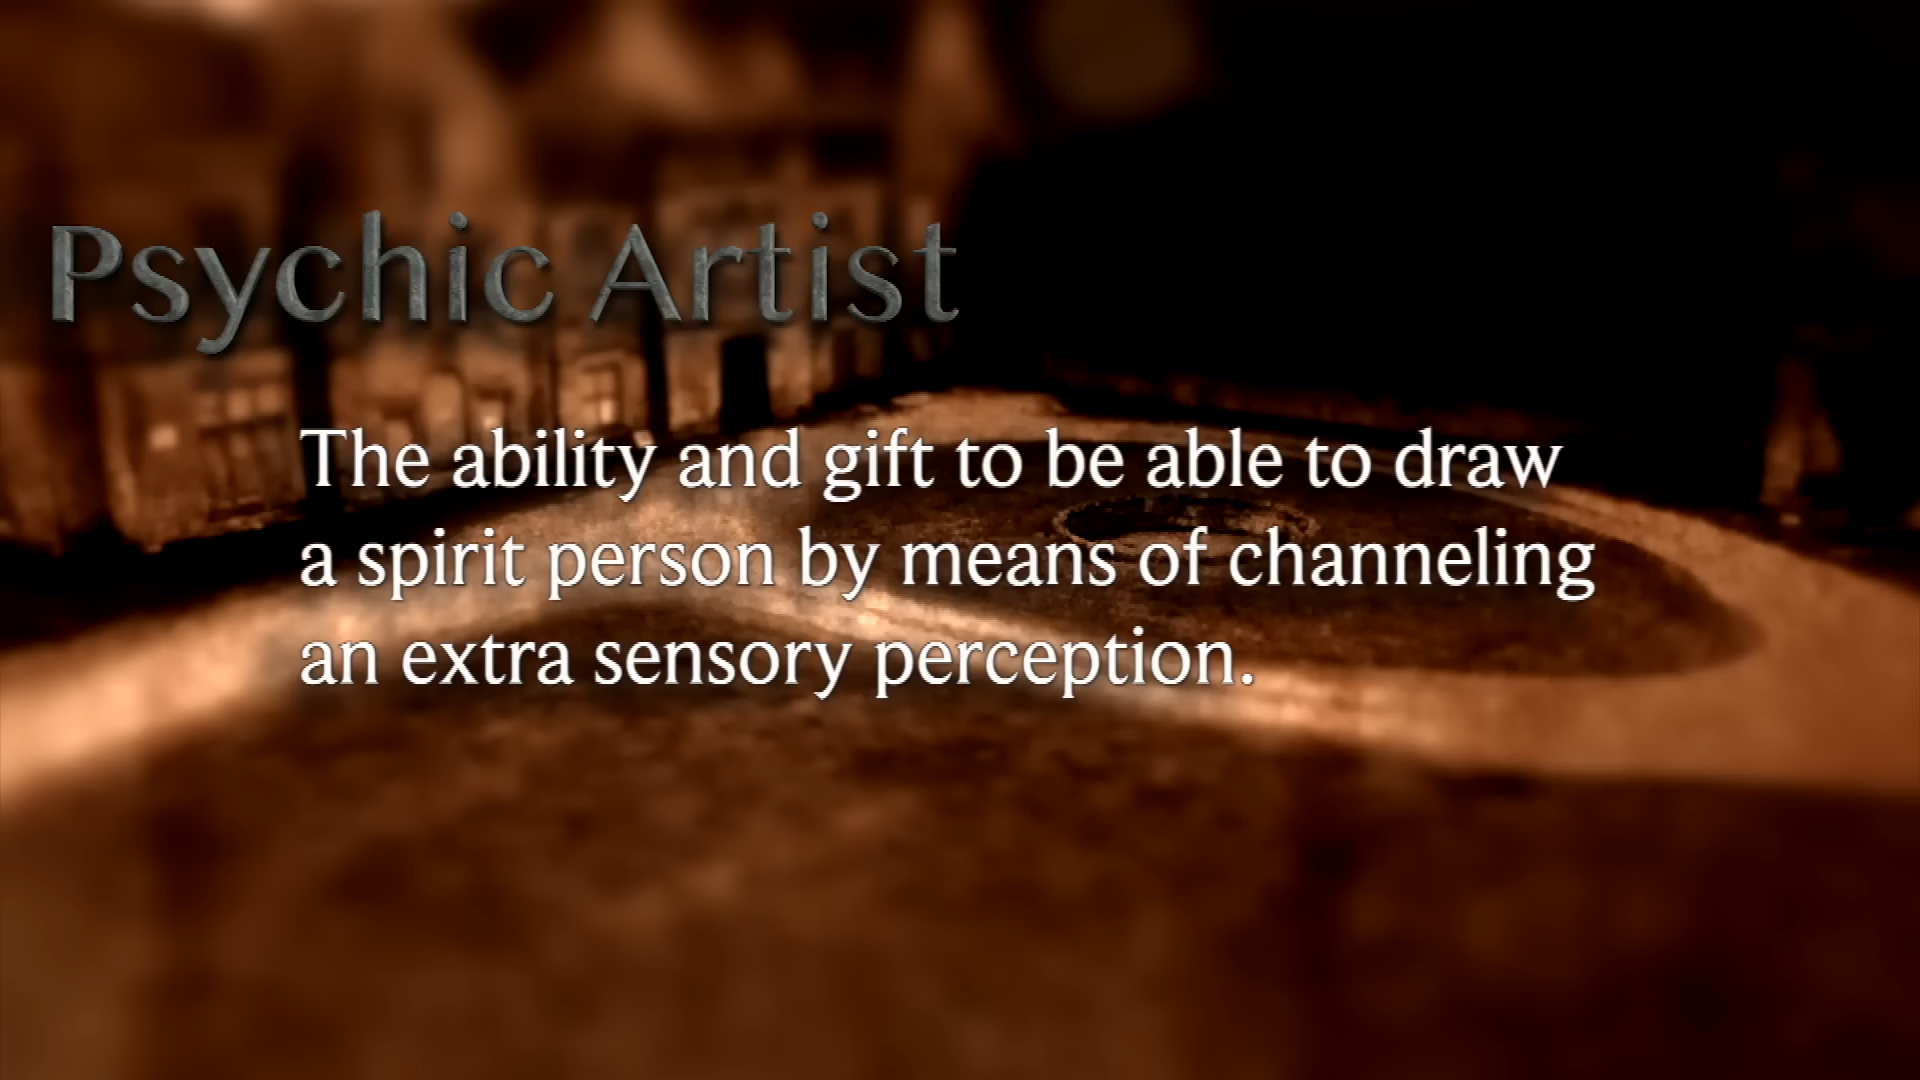 Psychic Artist
The ability and gift to be able to draw
a spirit person by means of channeling
an extra sensory perception.